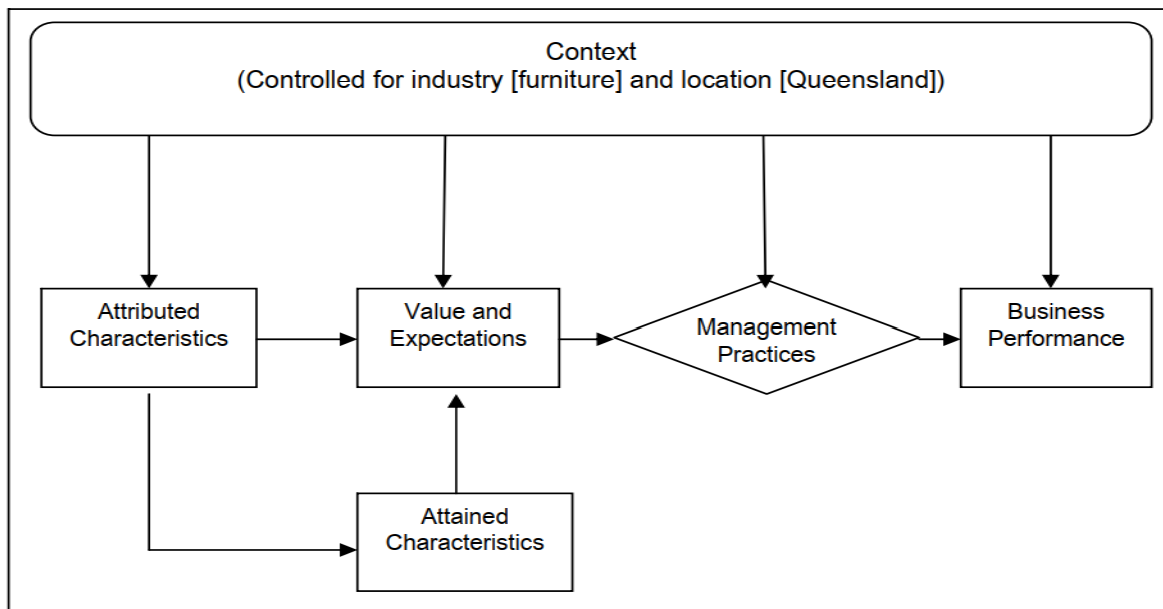 Context
(Controlled for industry [furniture] and location [Queensland])
Attributed
Characteristics
Value and
Expectations
Management
Practices
Business
Performance
Attained
Characteristics